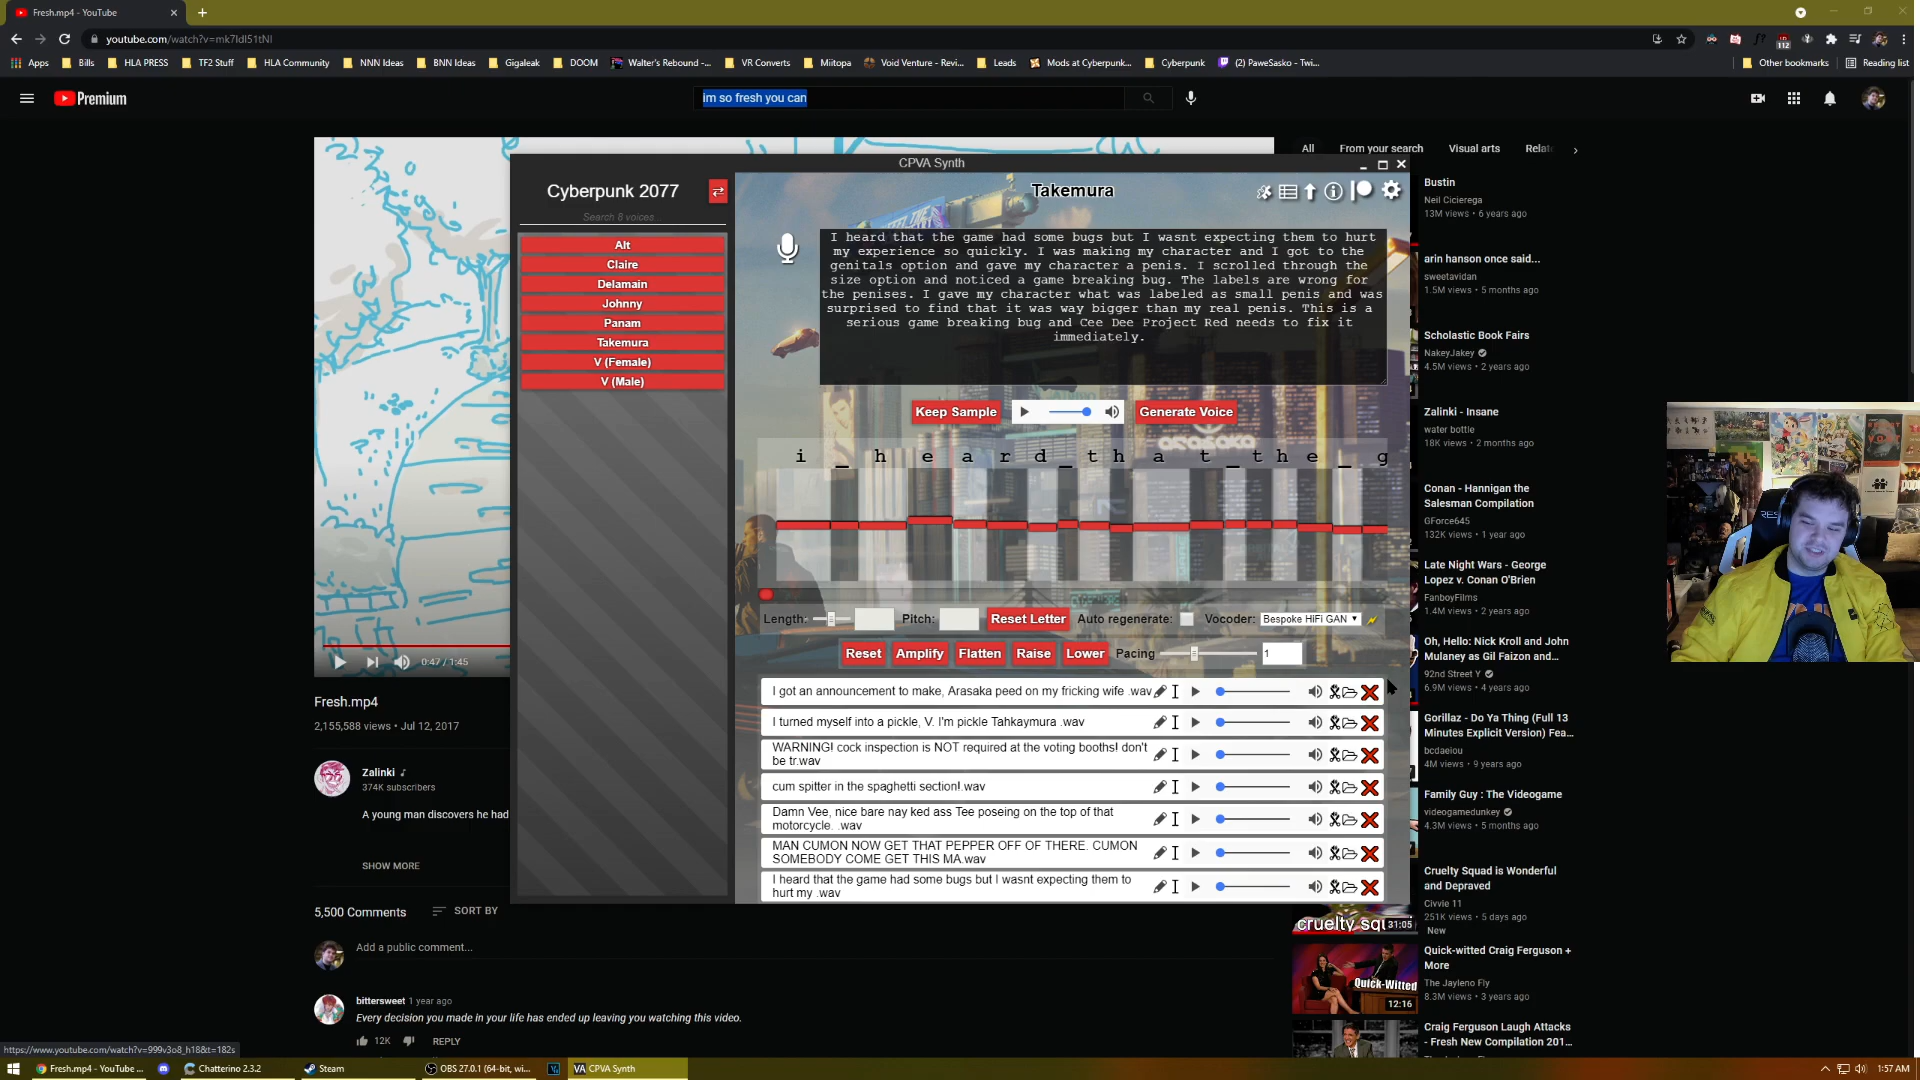 Fresh.mp4 - YouTube
youtube.com/watch?v=mk7ldI51tNI
112
Apps Bills HLA PRESS TF2 Stuff HLA Community NNN Ideas BNN Ideas Gigaleak DOOM Walter's Rebound -... VR Converts Miitopa Void Venture - Revi... Leads Mods at Cyberpunk... Cyberpunk (2) PaweSasko - Twi... Other bookmarks Reading list
Premium
im so fresh you can
All From your search Visual arts
CPVA Synth
Cyberpunk 2077
Search 8 voices...
Alt
Claire
Delamain
Johnny
Panam
Takemura
V (Female)
V (Male)
Takemura
I heard that the game had some bugs but I wasnt expecting them to hurt
my experience so quickly. I was making my character and I got to the
genitals option and gave my character a penis. I scrolled through the
size option and noticed a game breaking bug. The labels are wrong for
the penises. I gave my character what was labeled as small penis and was
surprised to find that it was way bigger than my real penis. This is a
serious game breaking bug and Cee Dee Project Red needs to fix it
immediately.
Keep Sample Generate Voice
arasaka
i _ h e a r d _ t h a t _ t h e _ g
Length: Pitch: Reset Letter Auto regenerate: Vocoder: Bespoke HiFi GAN
Reset Amplify Flatten Raise Lower Pacing 1
I got an announcement to make, Arasaka peed on my fricking wife .wav
I turned myself into a pickle, V. I'm pickle Tahkaymura .wav
WARNING! cock inspection is NOT required at the voting booths! don't
be tr.wav
cum spitter in the spaghetti section!.wav
Damn Vee, nice bare nay ked ass Tee poseing on the top of that
motorcycle. .wav
MAN CUMON NOW GET THAT PEPPER OFF OF THERE. CUMON
SOMEBODY COME GET THIS MA.wav
I heard that the game had some bugs but I wasnt expecting them to
hurt my .wav
0:47 / 1:45
Fresh.mp4
2,155,588 views • Jul 12, 2017
Zalinki
374K subscribers
A young man discovers he had
SHOW MORE
5,500 Comments SORT BY
Add a public comment...
bittersweet 1 year ago
Every decision you made in your life has ended up leaving you watching this video.
12K REPLY
Bustin
Neil Cicierega
13M views • 6 years ago
arin hanson once said...
sweetavidan
1.5M views • 5 months ago
Scholastic Book Fairs
NakeyJakey
4.5M views • 2 years ago
Zalinki - Insane
water bottle
18K views • 2 months ago
Conan - Hannigan the
Salesman Compilation
GForce645
132K views • 1 year ago
Late Night Wars - George
Lopez v. Conan O'Brien
FanboyFilms
1.4M views • 2 years ago
Oh, Hello: Nick Kroll and John
Mulaney as Gil Faizon and...
92nd Street Y
6.9M views • 4 years ago
Gorillaz - Do Ya Thing (Full 13
Minutes Explicit Version) Fea...
bcdaeiou
4M views • 9 years ago
Family Guy : The Videogame
videogamedunkey
4.3M views • 5 months ago
Cruelty Squad is Wonderful
and Depraved
Civvie 11
251K views • 5 days ago
New
cruelty squ 31:05
Quick-witted Craig Ferguson +
More
The Jayleno Fly
8.3M views • 3 years ago
Quick-Witted
12:16
Craig Ferguson Laugh Attacks
- Fresh New Compilation 201...
https://www.youtube.com/watch?v=999v3o8_h18&t=182s
Fresh.mp4 - YouTube ... Chatterino 2.3.2 Steam OBS 27.0.1 (64-bit, wi... VA CPVA Synth 1:57 AM